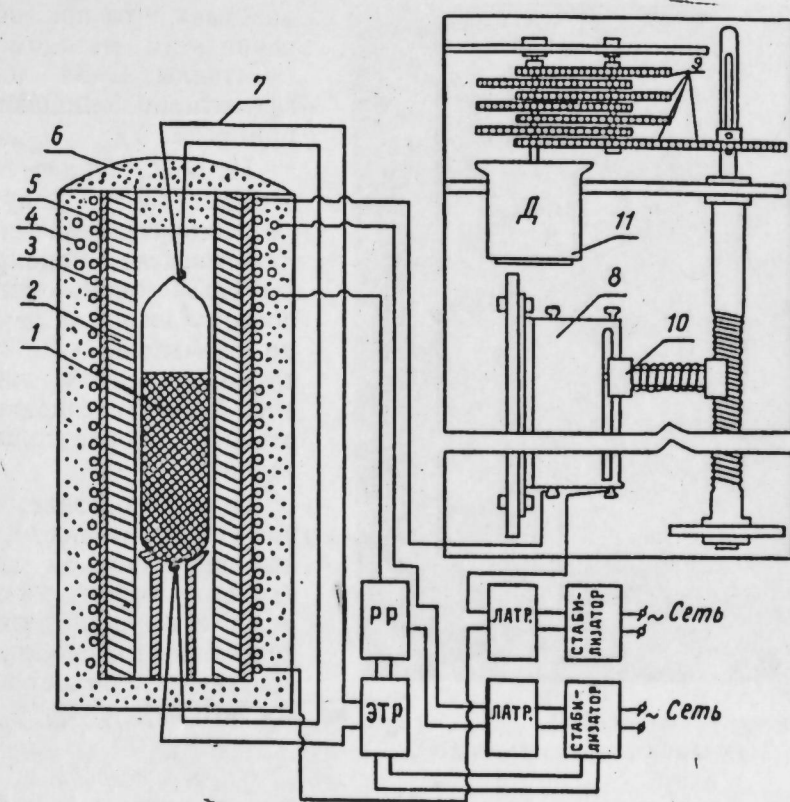 7
6
5
4
3
2
1
9
Д
11
8
10
РР
ЭТР
ЛАТР.
СТАБИ-
ЛИЗАТОР
~ Сеть
ЛАТР.
СТАБИ-
ЛИЗАТОР
~ Сеть